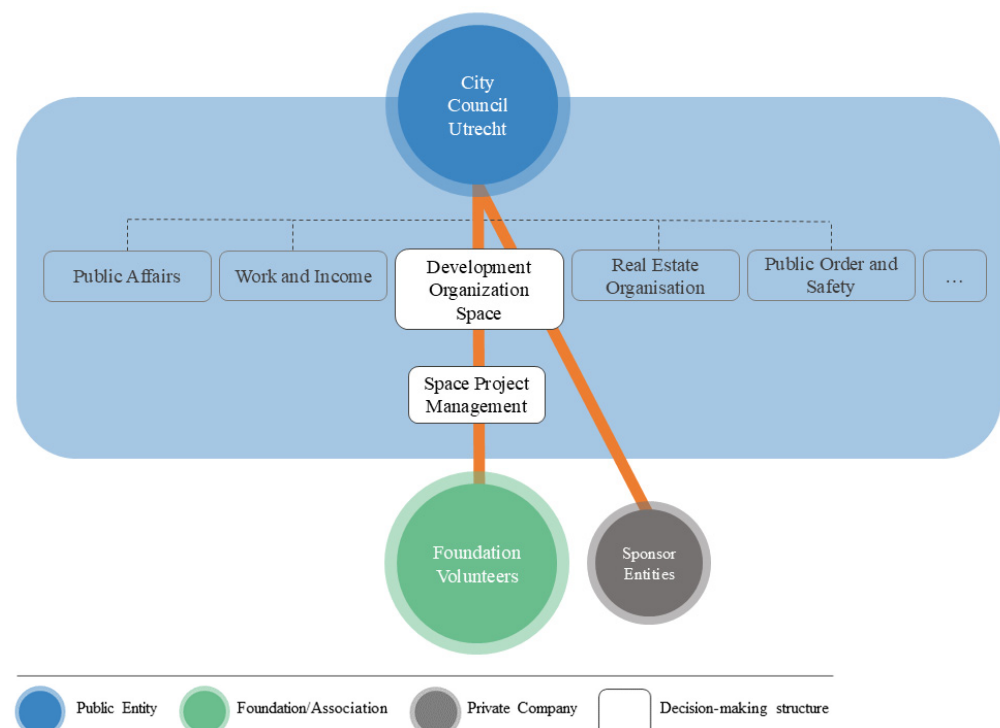 City
Council
Utrecht
Public Affairs
Work and Income
Development
Organization
Space
Real Estate
Organisation
Public Order and
Safety
...
Space Project
Management
Foundation
Volunteers
Sponsor
Entities
Public Entity
Foundation/Association
Private Company
Decision-making structure